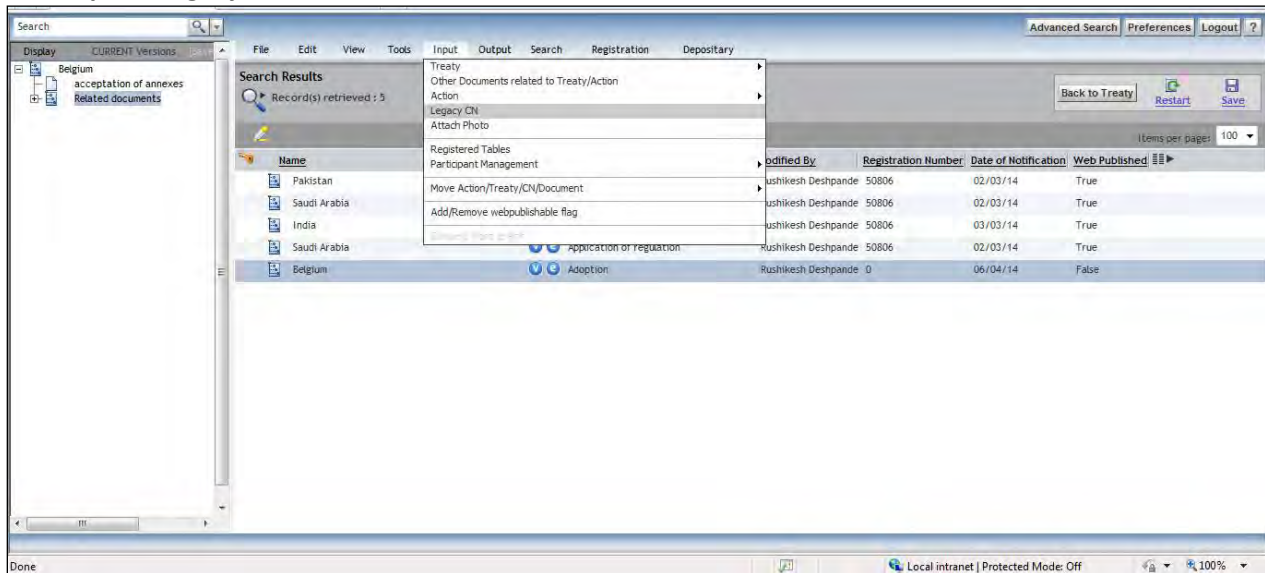 Search
Advanced Search Preferences Logout ?
Display CURRENT Versions
File Edit View Tools Input Output Search Registration Depositary
Belgium
acceptation of annexes
Related documents
Search Results
Record(s) retrieved : 5
Back to Treaty Restart Save
Items per page: 100
Treaty
Other Documents related to Treaty/Action
Action
Legacy CN
Attach Photo
Registered Tables
Participant Management
Move Action/Treaty/CN/Document
Add/Remove webpublishable flag
Name odified By Registration Number Date of Notification Web Published
Pakistan ushikesh Deshpande 50806 02/03/14 True
Saudi Arabia ushikesh Deshpande 50806 02/03/14 True
India ushikesh Deshpande 50806 03/03/14 True
Saudi Arabia Application of regulation Rushikesh Deshpande 50806 02/03/14 True
Belgium Adoption Rushikesh Deshpande 0 06/04/14 False
Done Local intranet | Protected Mode: Off 100%